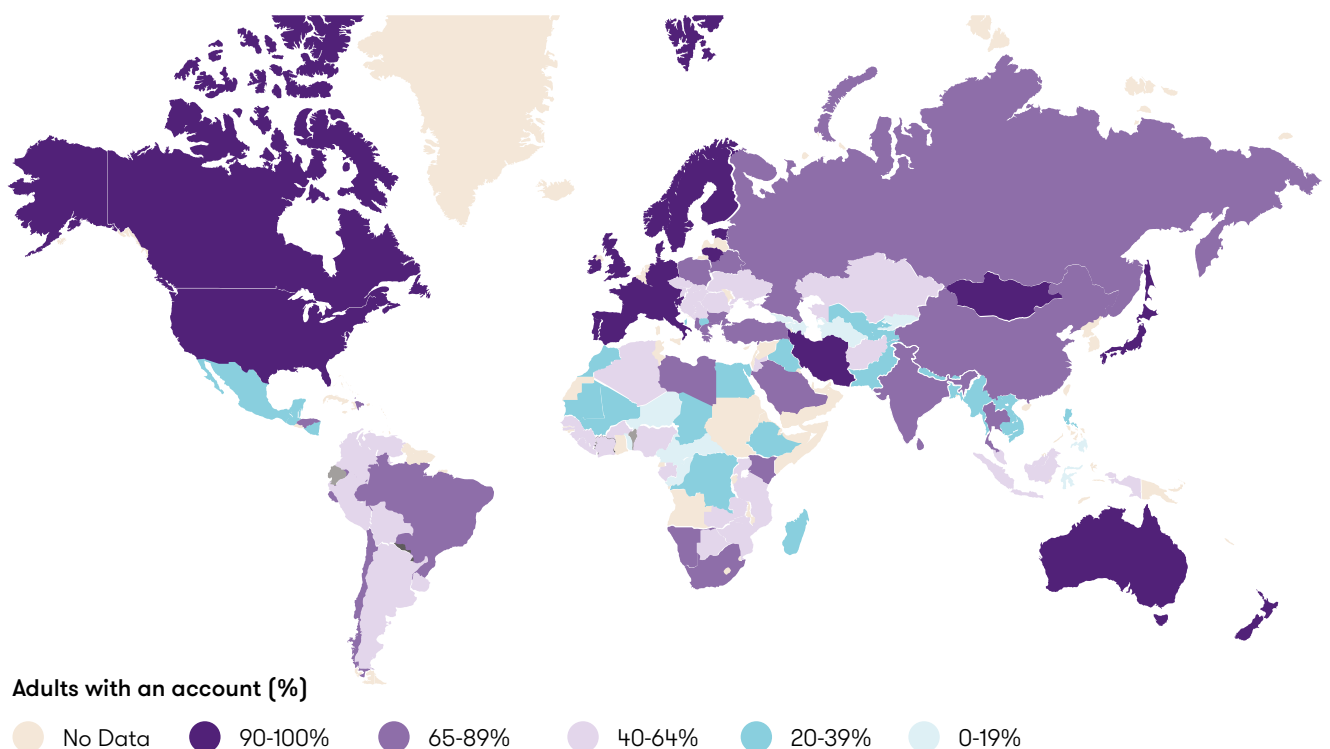 Adults with an account (%)
No Data 90-100% 65-89% 40-64% 20-39% 0-19%